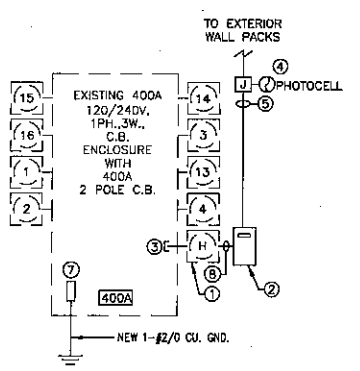 TO EXTERIOR
WALL PACKS
4
J
PHOTOCELL
5
EXISTING 400A
120/240V,
1PH.,3W.,
C.B.
ENCLOSURE
WITH
400A
2 POLE C.B.
15
16
1
2
14
3
13
4
3
H
8
1
2
7
400A
NEW 1-#2/0 CU. GND.